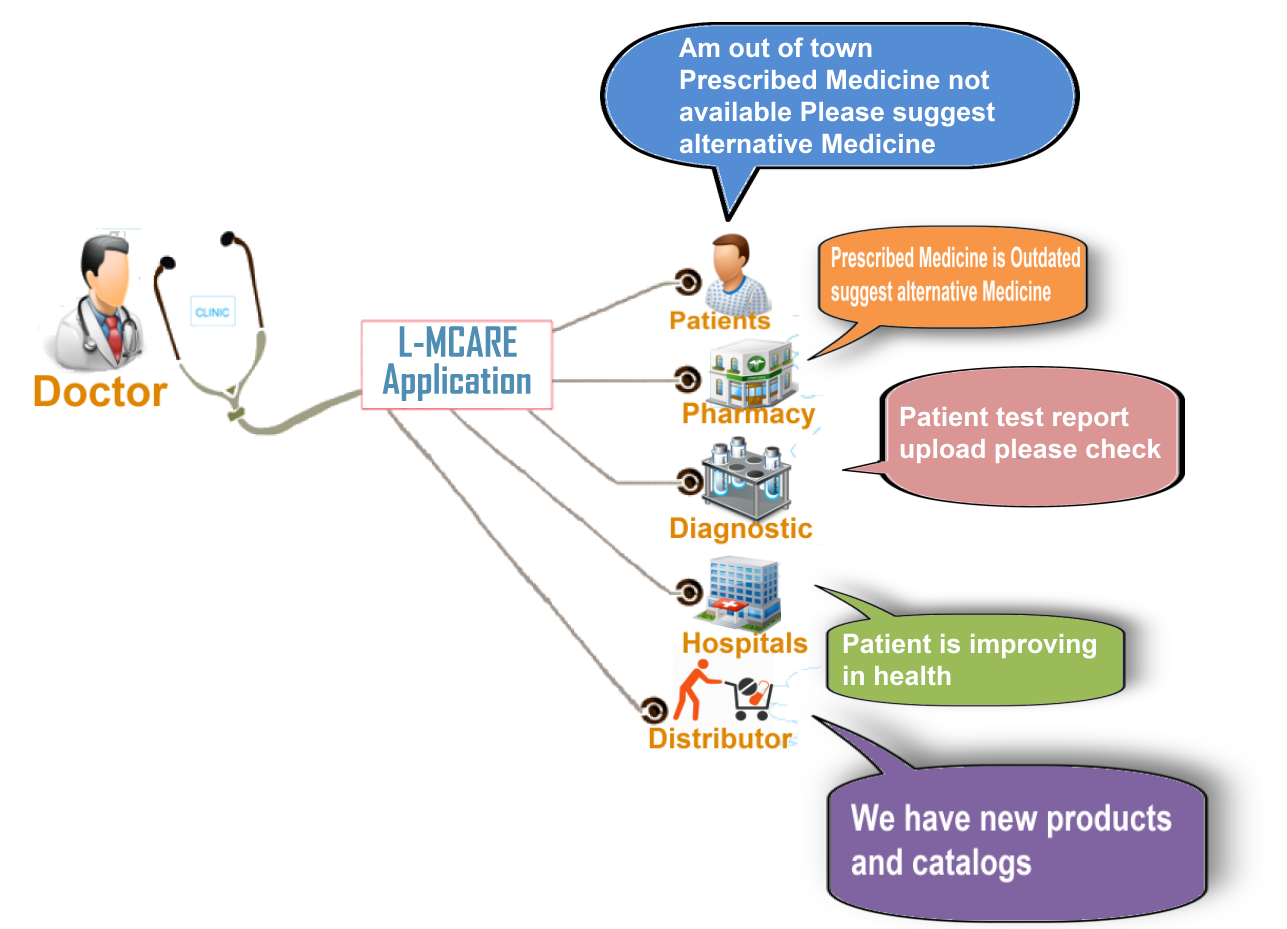 Am out of town
Prescribed Medicine not
available Please suggest
alternative Medicine
Prescribed Medicine is Outdated
suggest alternative Medicine
CLINIC
Patients
L-MCARE
Application
Doctor
Pharmacy
Patient test report
upload please check
Diagnostic
Hospitals
Patient is improving
in health
Distributor
We have new products
and catalogs